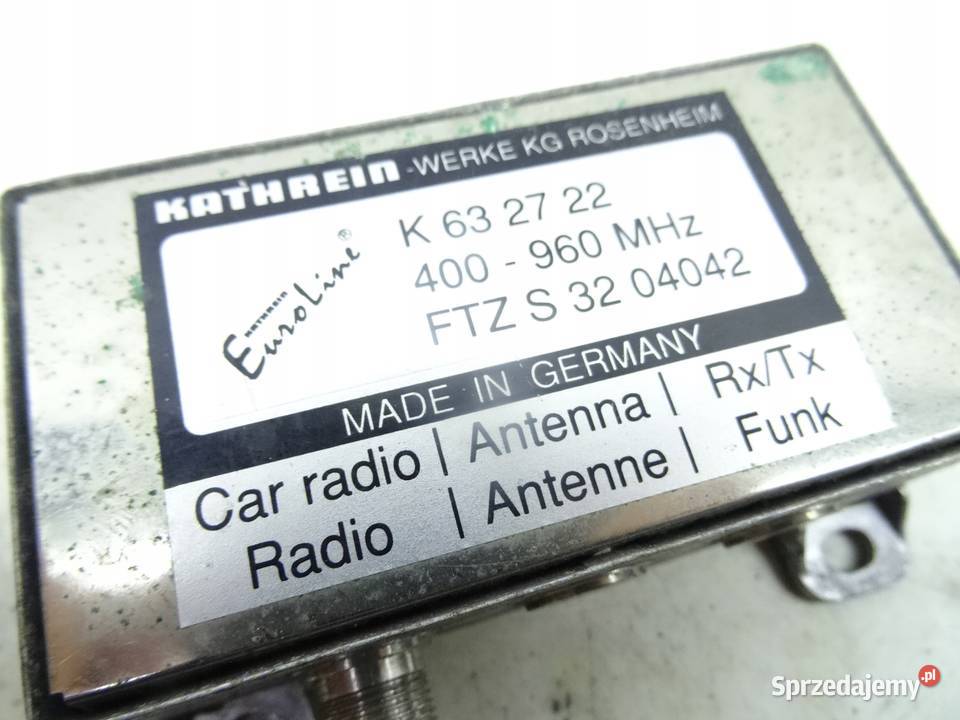 KATHREIN -WERKE KG ROSENHEIM
KATHREIN
EuroLine®
K 63 27 22
400 - 960 MHz
FTZ S 32 04042
MADE IN GERMANY
Car radio | Antenna | Rx/Tx
Radio | Antenne | Funk
Sprzedajemy.pl